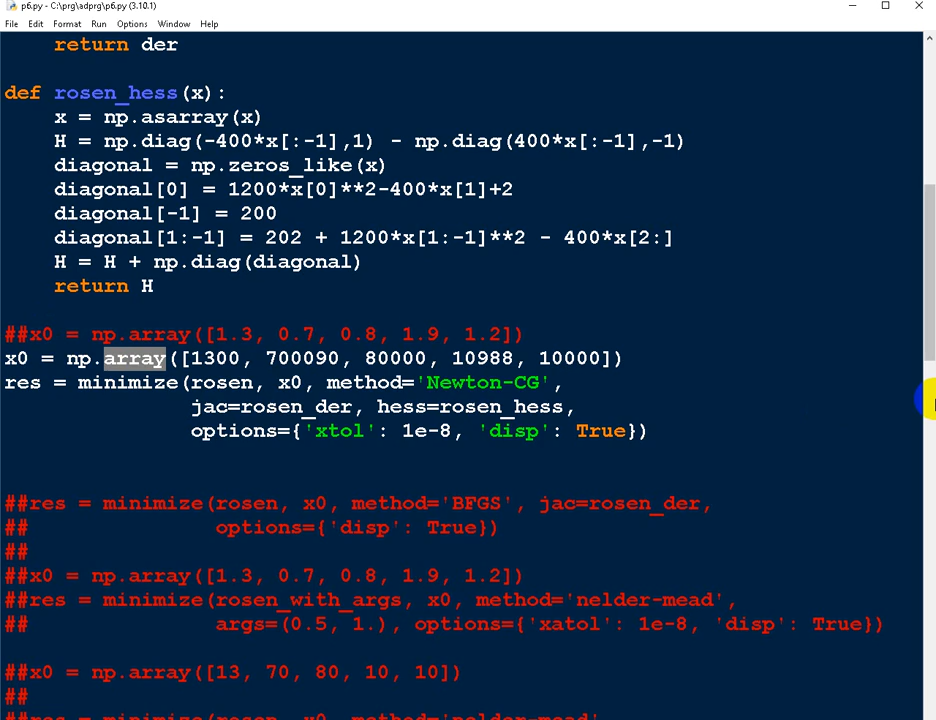 p6.py - C:\prg\adprg\p6.py (3.10.1)
File Edit Format Run Options Window Help
return der
def rosen_hess(x):
x = np.asarray(x)
H = np.diag(-400*x[:-1],1) - np.diag(400*x[:-1],-1)
diagonal = np.zeros_like(x)
diagonal[0] = 1200*x[0]**2-400*x[1]+2
diagonal[-1] = 200
diagonal[1:-1] = 202 + 1200*x[1:-1]**2 - 400*x[2:]
H = H + np.diag(diagonal)
return H
##x0 = np.array([1.3, 0.7, 0.8, 1.9, 1.2])
x0 = np.array([1300, 700090, 80000, 10988, 10000])
res = minimize(rosen, x0, method='Newton-CG',
jac=rosen_der, hess=rosen_hess,
options={'xtol': 1e-8, 'disp': True})
##res = minimize(rosen, x0, method='BFGS', jac=rosen_der,
## options={'disp': True})
##
##x0 = np.array([1.3, 0.7, 0.8, 1.9, 1.2])
##res = minimize(rosen_with_args, x0, method='nelder-mead',
## args=(0.5, 1.), options={'xatol': 1e-8, 'disp': True})
##x0 = np.array([13, 70, 80, 10, 10])
##
##res = minimize(rosen, x0, method='nelder-mead',